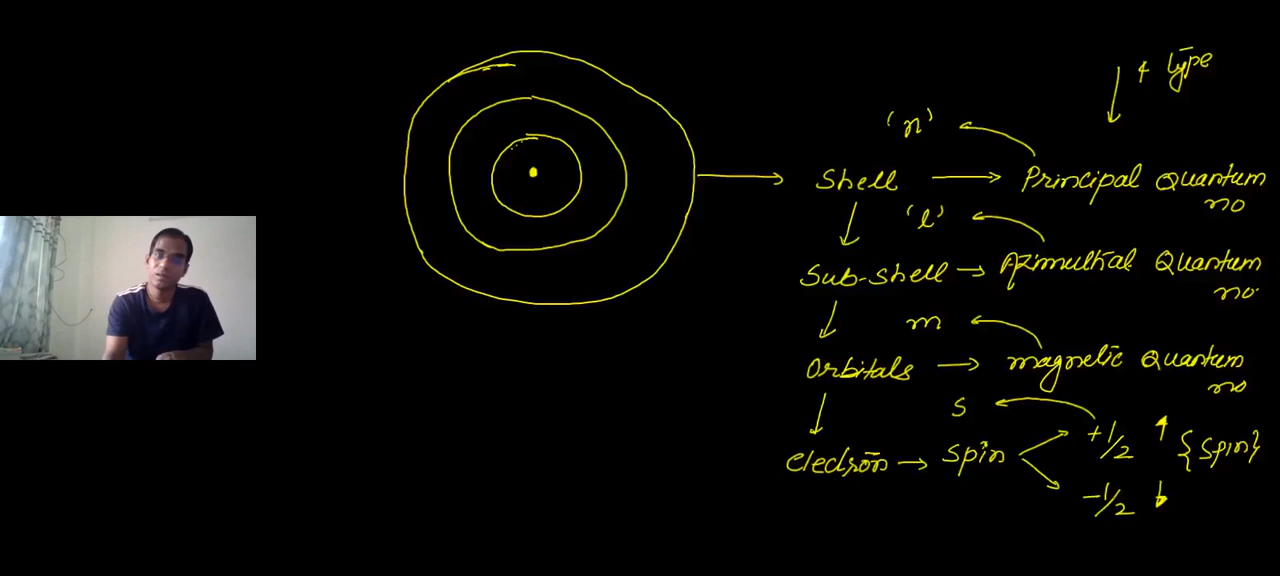 4 type
'n'
Shell → Principal Quantum no
'l'
Sub-shell → Azimuthal Quantum no.
m
Orbitals → magnetic Quantum no
s
electron → spin +1/2 ↑ {spin}
-1/2 ↓